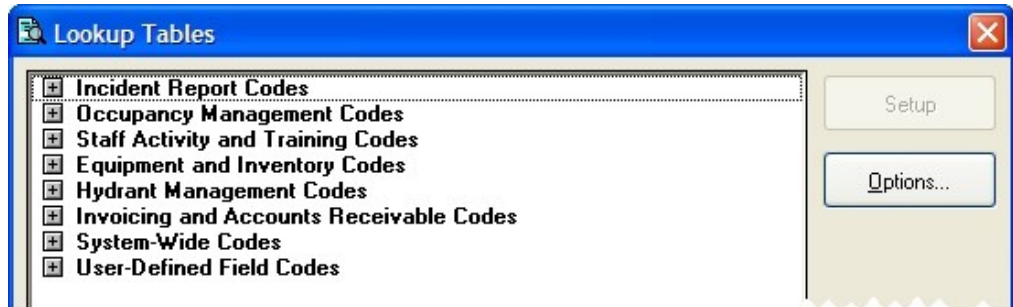 Lookup Tables
Incident Report Codes
Occupancy Management Codes
Staff Activity and Training Codes
Equipment and Inventory Codes
Hydrant Management Codes
Invoicing and Accounts Receivable Codes
System-Wide Codes
User-Defined Field Codes
Setup
Options...